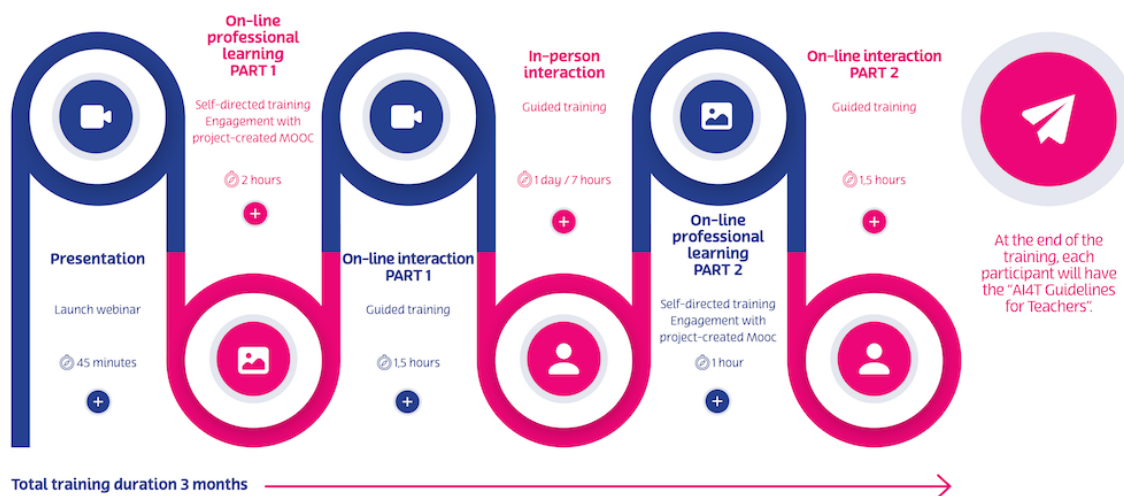 On-line
professional
learning
PART 1
Self-directed training
Engagement with
project-created MOOC
2 hours
In-person
interaction
Guided training
1 day / 7 hours
On-line interaction
PART 2
Guided training
1,5 hours
Presentation
Launch webinar
45 minutes
On-line interaction
PART 1
Guided training
1,5 hours
On-line
professional
learning
PART 2
Self-directed training
Engagement with
project-created Mooc
1 hour
At the end of the
training, each
participant will have
the "AI4T Guidelines
for Teachers".
Total training duration 3 months